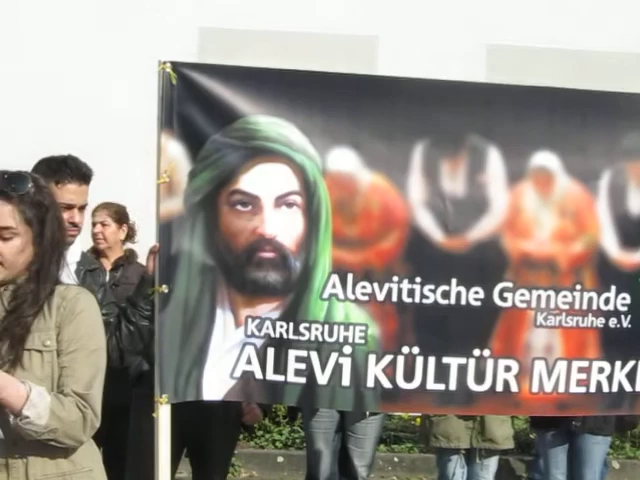 Alevitische Gemeinde
Karlsruhe e.V.
KARLSRUHE
ALEVİ KÜLTÜR MERK